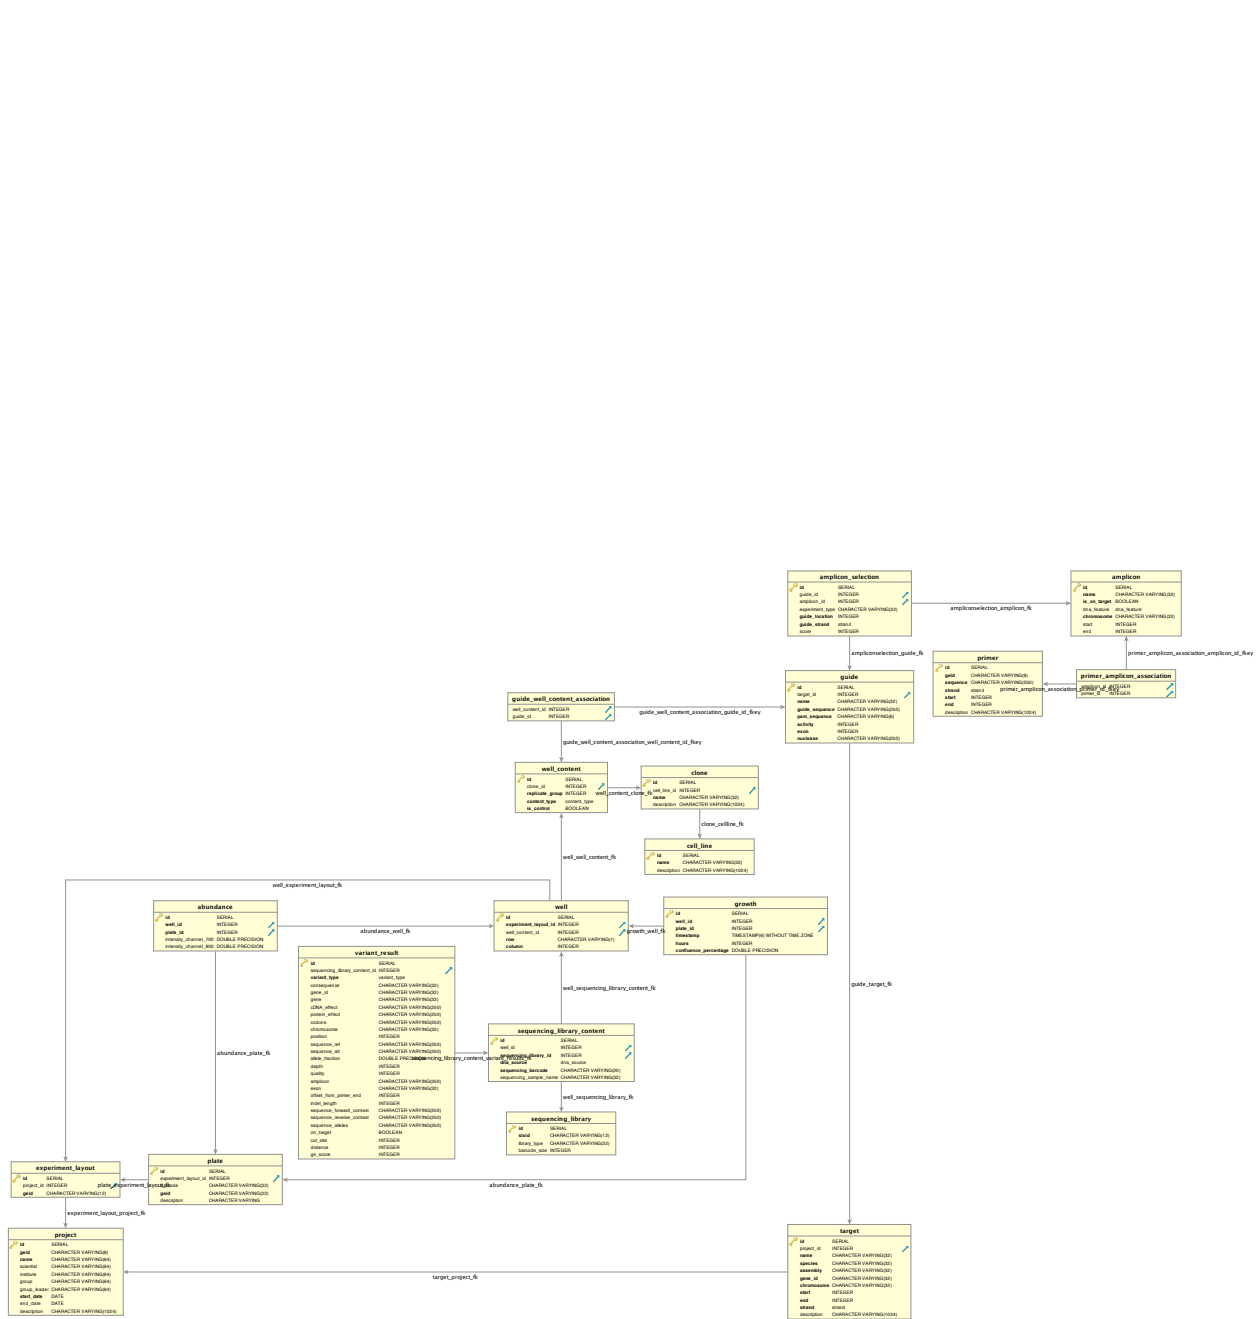 amplicon_selection
id SERIAL
guide_id INTEGER
amplicon_id INTEGER
experiment_type CHARACTER VARYING(32)
guide_location INTEGER
guide_strand strand
score INTEGER
ampliconselection_amplicon_fk
amplicon
id SERIAL
name CHARACTER VARYING(32)
is_on_target BOOLEAN
dna_feature dna_feature
chromosome CHARACTER VARYING(32)
start INTEGER
end INTEGER
ampliconselection_guide_fk
primer_amplicon_association_amplicon_id_fkey
primer
id SERIAL
geid CHARACTER VARYING(8)
sequence CHARACTER VARYING(250)
strand strand
start INTEGER
end INTEGER
description CHARACTER VARYING(1024)
primer_amplicon_association
amplicon_id INTEGER
primer_id INTEGER
primer_amplicon_association_primer_id_fkey
guide
id SERIAL
target_id INTEGER
name CHARACTER VARYING(32)
guide_sequence CHARACTER VARYING(250)
pam_sequence CHARACTER VARYING(6)
activity INTEGER
exon INTEGER
nuclease CHARACTER VARYING(250)
guide_well_content_association
well_content_id INTEGER
guide_id INTEGER
guide_well_content_association_guide_id_fkey
guide_well_content_association_well_content_id_fkey
well_content
id SERIAL
clone_id INTEGER
replicate_group INTEGER
content_type content_type
is_control BOOLEAN
well_content_clone_fk
clone
id SERIAL
cell_line_id INTEGER
name CHARACTER VARYING(32)
description CHARACTER VARYING(1024)
clone_cellline_fk
cell_line
id SERIAL
name CHARACTER VARYING(32)
description CHARACTER VARYING(1024)
well_well_content_fk
well_experiment_layout_fk
abundance
id SERIAL
well_id INTEGER
plate_id INTEGER
intensity_channel_700 DOUBLE PRECISION
intensity_channel_800 DOUBLE PRECISION
abundance_well_fk
well
id SERIAL
experiment_layout_id INTEGER
well_content_id INTEGER
row CHARACTER VARYING(1)
column INTEGER
growth_well_fk
growth
id SERIAL
well_id INTEGER
plate_id INTEGER
timestamp TIMESTAMP(6) WITHOUT TIME ZONE
hours INTEGER
confluence_percentage DOUBLE PRECISION
variant_result
id SERIAL
sequencing_library_content_id INTEGER
variant_type variant_type
consequence CHARACTER VARYING(32)
gene_id CHARACTER VARYING(32)
gene CHARACTER VARYING(32)
cDNA_effect CHARACTER VARYING(250)
protein_effect CHARACTER VARYING(250)
codons CHARACTER VARYING(250)
chromosome CHARACTER VARYING(32)
position INTEGER
sequence_ref CHARACTER VARYING(250)
sequence_alt CHARACTER VARYING(250)
allele_fraction DOUBLE PRECISION
depth INTEGER
quality INTEGER
amplicon CHARACTER VARYING(250)
exon CHARACTER VARYING(32)
offset_from_primer_end INTEGER
indel_length INTEGER
sequence_forward_context CHARACTER VARYING(250)
sequence_reverse_context CHARACTER VARYING(250)
sequence_alleles CHARACTER VARYING(250)
on_target BOOLEAN
cut_site INTEGER
distance INTEGER
ge_score INTEGER
sequencing_library_content_variant_results_fk
well_sequencing_library_content_fk
guide_target_fk
sequencing_library_content
id SERIAL
well_id INTEGER
sequencing_library_id INTEGER
dna_source dna_source
sequencing_barcode CHARACTER VARYING(20)
sequencing_sample_name CHARACTER VARYING(32)
abundance_plate_fk
well_sequencing_library_fk
sequencing_library
id SERIAL
slxid CHARACTER VARYING(12)
library_type CHARACTER VARYING(32)
barcode_size INTEGER
experiment_layout
id SERIAL
project_id INTEGER
geid CHARACTER VARYING(12)
plate_experiment_layout_fk
plate
id SERIAL
experiment_layout_id INTEGER
CHARACTER VARYING(32)
geid CHARACTER VARYING(32)
description CHARACTER VARYING
abundance_plate_fk
experiment_layout_project_fk
project
id SERIAL
geid CHARACTER VARYING(8)
name CHARACTER VARYING(64)
scientist CHARACTER VARYING(64)
institute CHARACTER VARYING(64)
group CHARACTER VARYING(64)
group_leader CHARACTER VARYING(64)
start_date DATE
end_date DATE
description CHARACTER VARYING(1024)
target_project_fk
target
id SERIAL
project_id INTEGER
name CHARACTER VARYING(32)
species CHARACTER VARYING(32)
assembly CHARACTER VARYING(32)
gene_id CHARACTER VARYING(32)
chromosome CHARACTER VARYING(32)
start INTEGER
end INTEGER
strand strand
description CHARACTER VARYING(1024)